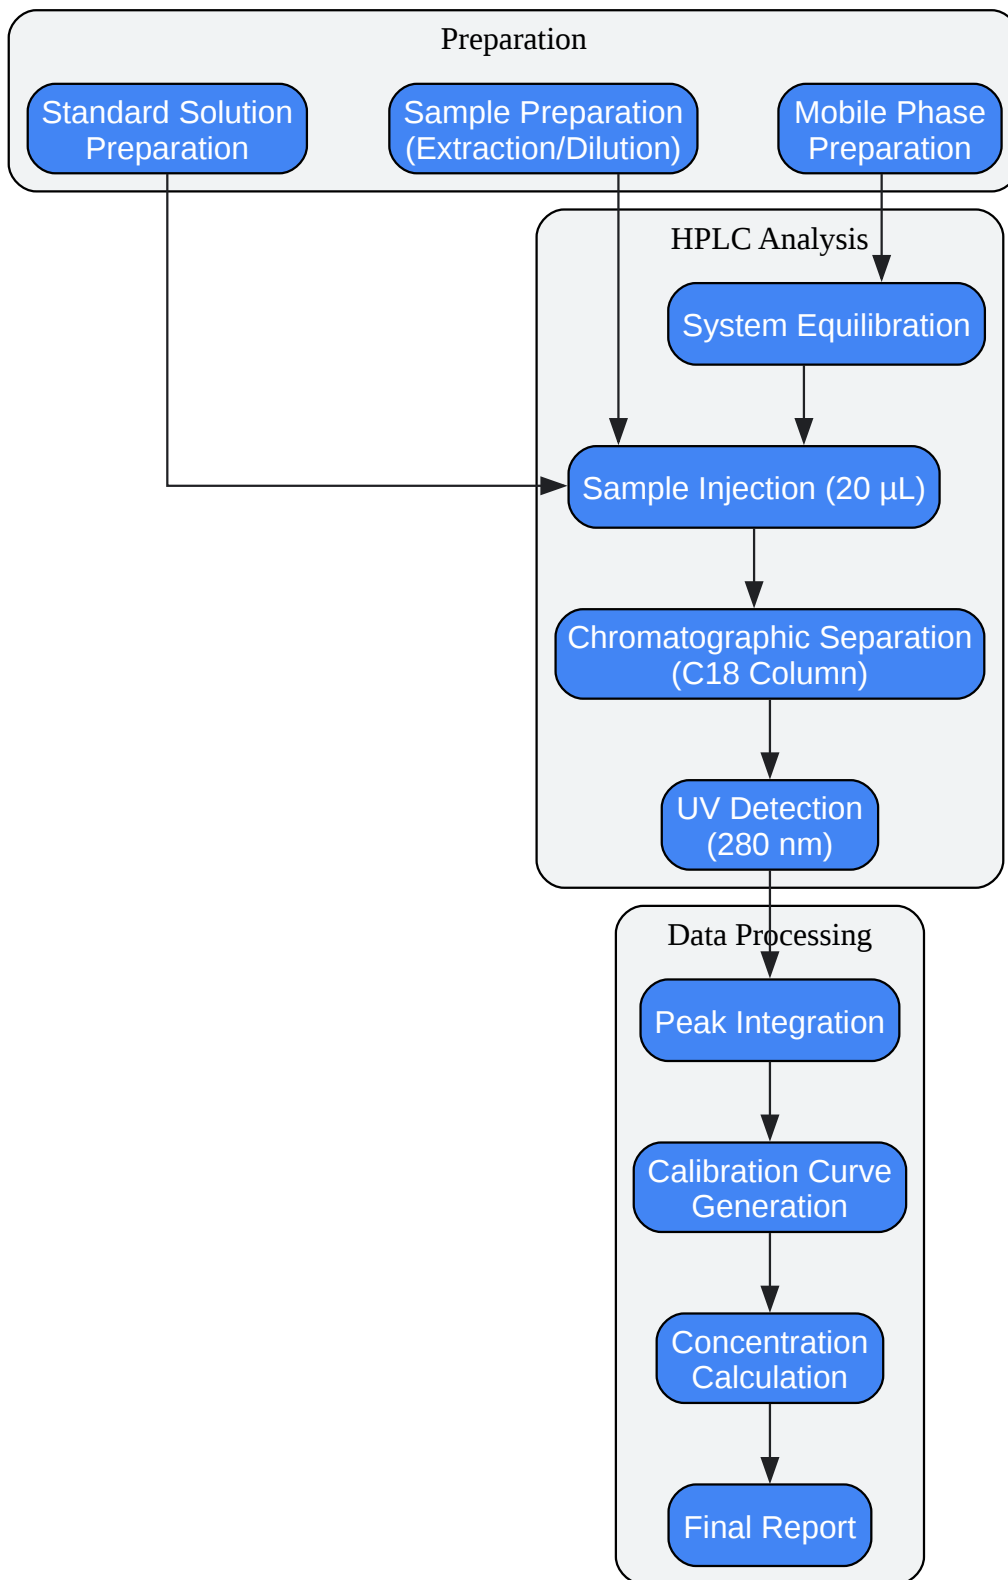 Preparation
Standard Solution
Preparation
Sample Preparation
(Extraction/Dilution)
Mobile Phase
Preparation
HPLC Analysis
System Equilibration
Sample Injection (20 µL)
Chromatographic Separation
(C18 Column)
UV Detection
(280 nm)
Data Processing
Peak Integration
Calibration Curve
Generation
Concentration
Calculation
Final Report